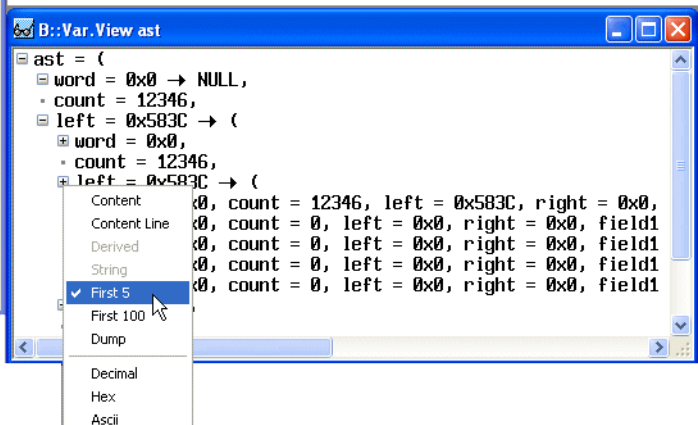 B::Var.View ast
ast = (
word = 0x0 → NULL,
count = 12346,
left = 0x583C → (
word = 0x0,
count = 12346,
left = 0x583C → (
x0, count = 12346, left = 0x583C, right = 0x0,
x0, count = 0, left = 0x0, right = 0x0, field1
x0, count = 0, left = 0x0, right = 0x0, field1
x0, count = 0, left = 0x0, right = 0x0, field1
x0, count = 0, left = 0x0, right = 0x0, field1
Content
Content Line
Derived
String
First 5
First 100
Dump
Decimal
Hex
Ascii